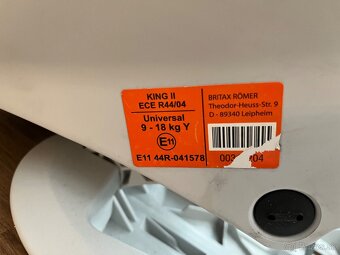 KING II
ECE R44/04
Universal
9 - 18 kg Y
E11
E11 44R-041578
BRITAX RÖMER
Theodor-Heuss-Str. 9
D - 89340 Leipheim